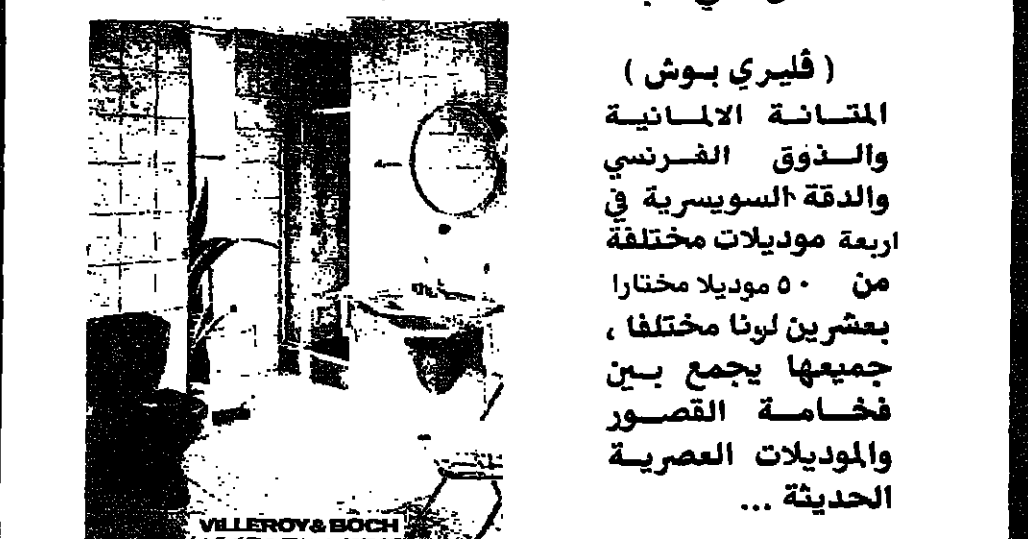 ( ڤليري بوش )
المتانة الالمانية
والذوق الفرنسي
والدقة السويسرية في
اربعة موديلات مختلفة
من ٥٠ موديلا مختارا
بعشرين لونا مختلفا ،
جميعها يجمع بين
فخامة القصور
والموديلات العصرية
الحديثة ...
VILLEROY & BOCH